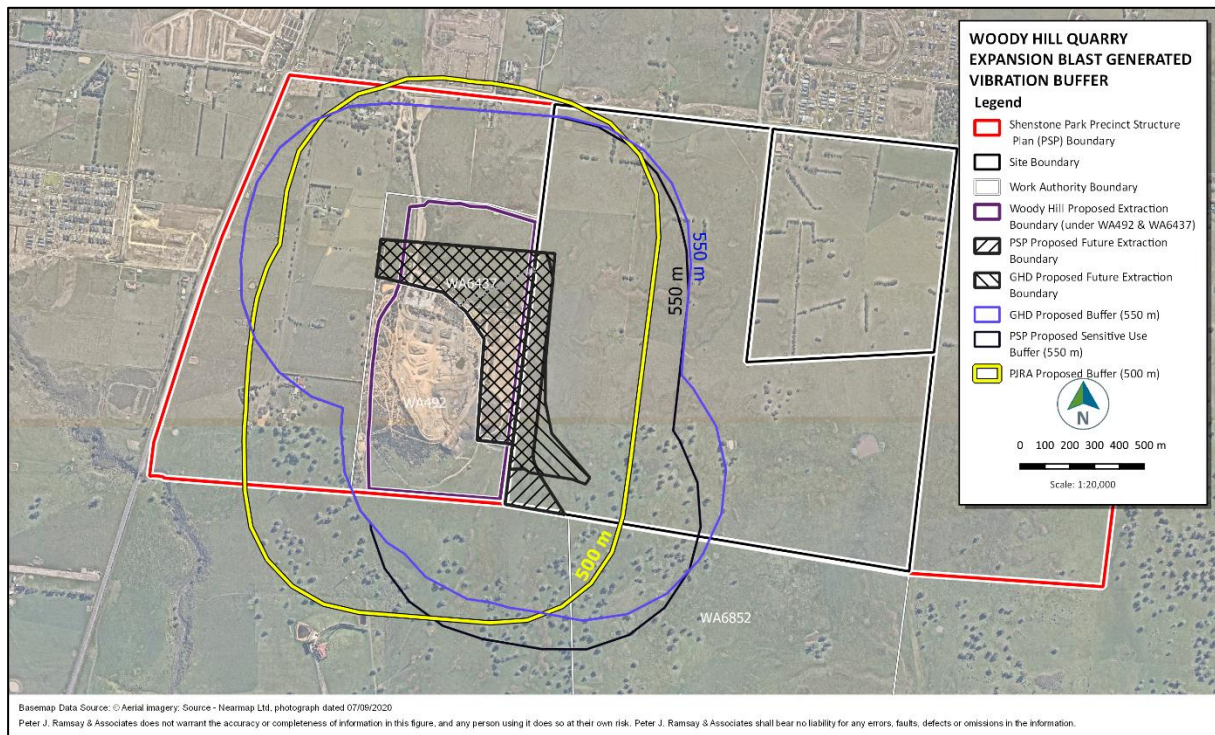 WOODY HILL QUARRY
EXPANSION BLAST GENERATED
VIBRATION BUFFER
Legend
Shenstone Park Precinct Structure
Plan (PSP) Boundary
Site Boundary
Work Authority Boundary
Woody Hill Proposed Extraction
Boundary (under WA492 & WA6437)
PSP Proposed Future Extraction
Boundary
GHD Proposed Future Extraction
Boundary
GHD Proposed Buffer (550 m)
PSP Proposed Sensitive Use
Buffer (550 m)
PJRA Proposed Buffer (500 m)
N
0 100 200 300 400 500 m
Scale: 1:20,000
550 m
550 m
WA6437
WA492
500 m
WA6852
Basemap Data Source: © Aerial imagery: Source - Nearmap Ltd, photograph dated 07/09/2020
Peter J. Ramsay & Associates does not warrant the accuracy or completeness of information in this figure, and any person using it does so at their own risk. Peter J. Ramsay & Associates shall bear no liability for any errors, faults, defects or omissions in the information.